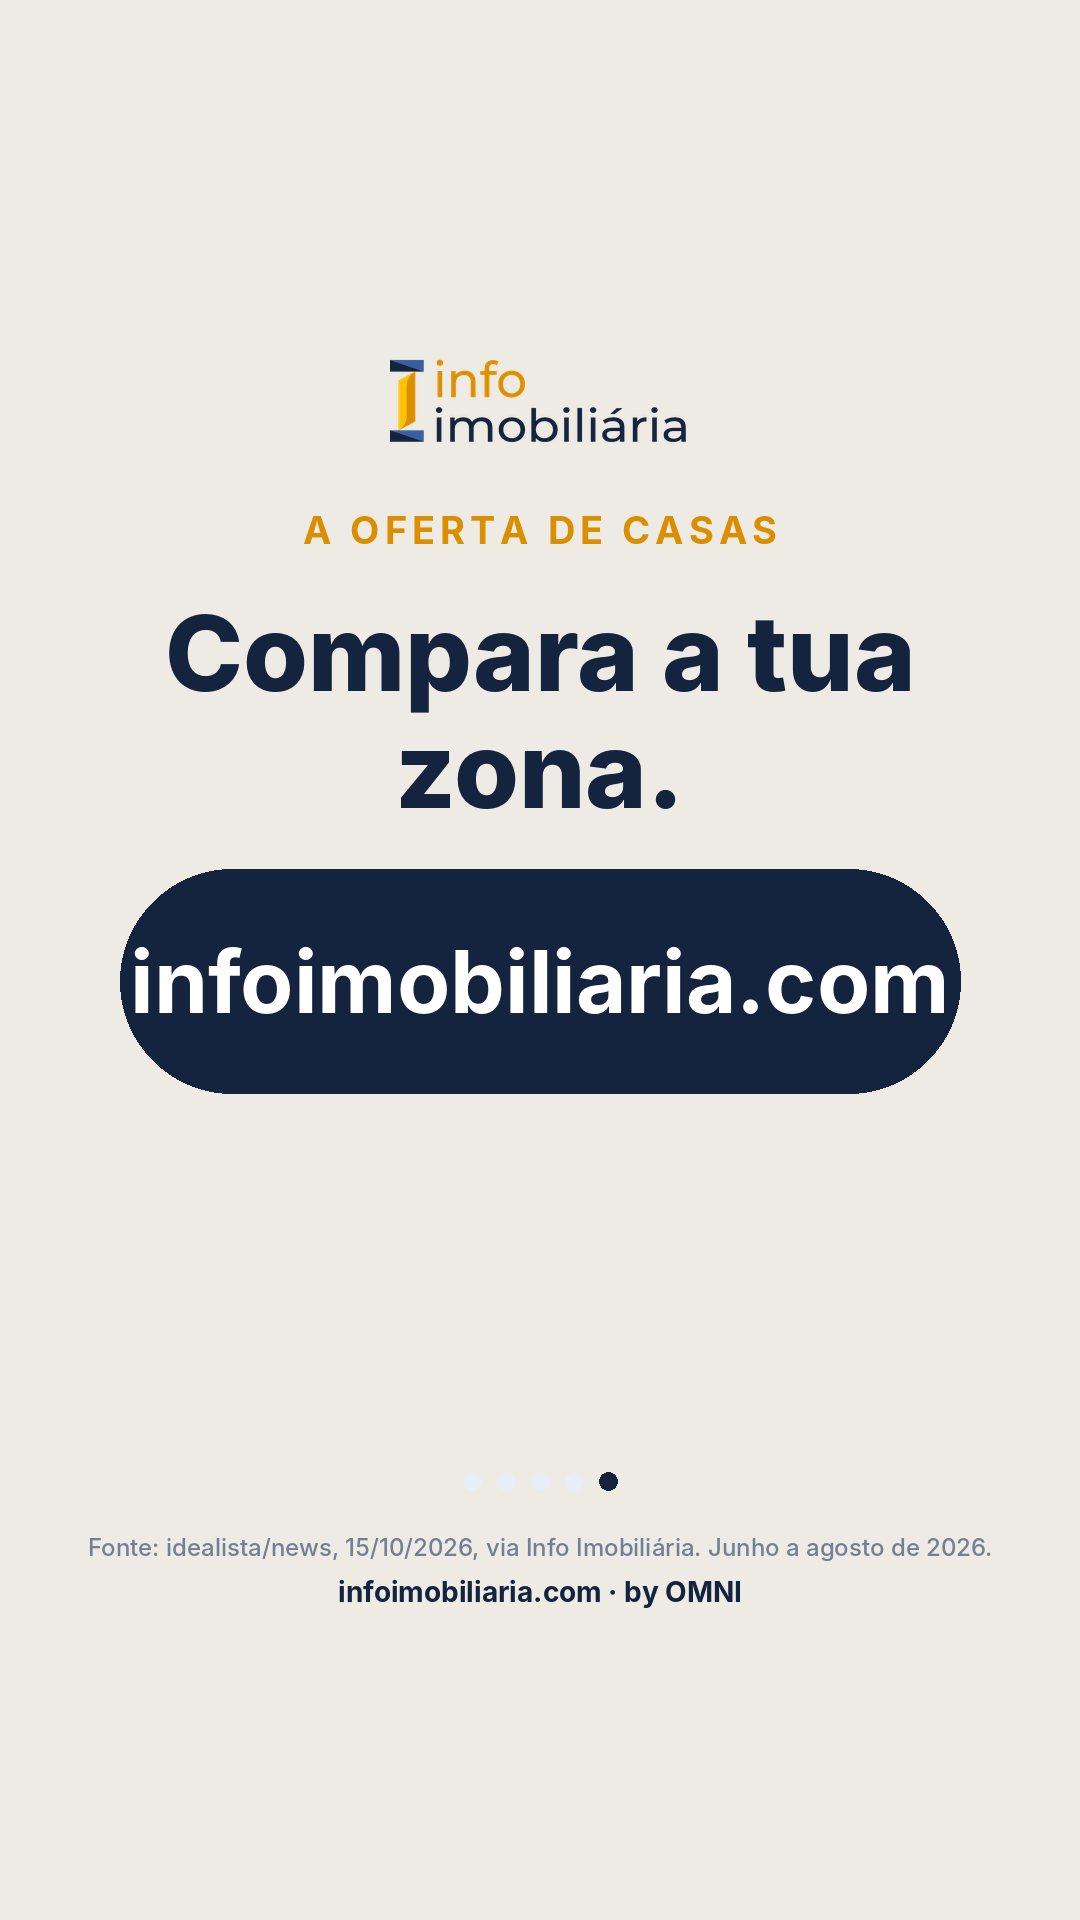 info
imobiliária
A OFERTA DE CASAS
Compara a tua
zona.
infoimobiliaria.com
Fonte: idealista/news, 15/10/2026, via Info Imobiliária. Junho a agosto de 2026.
infoimobiliaria.com · by OMNI